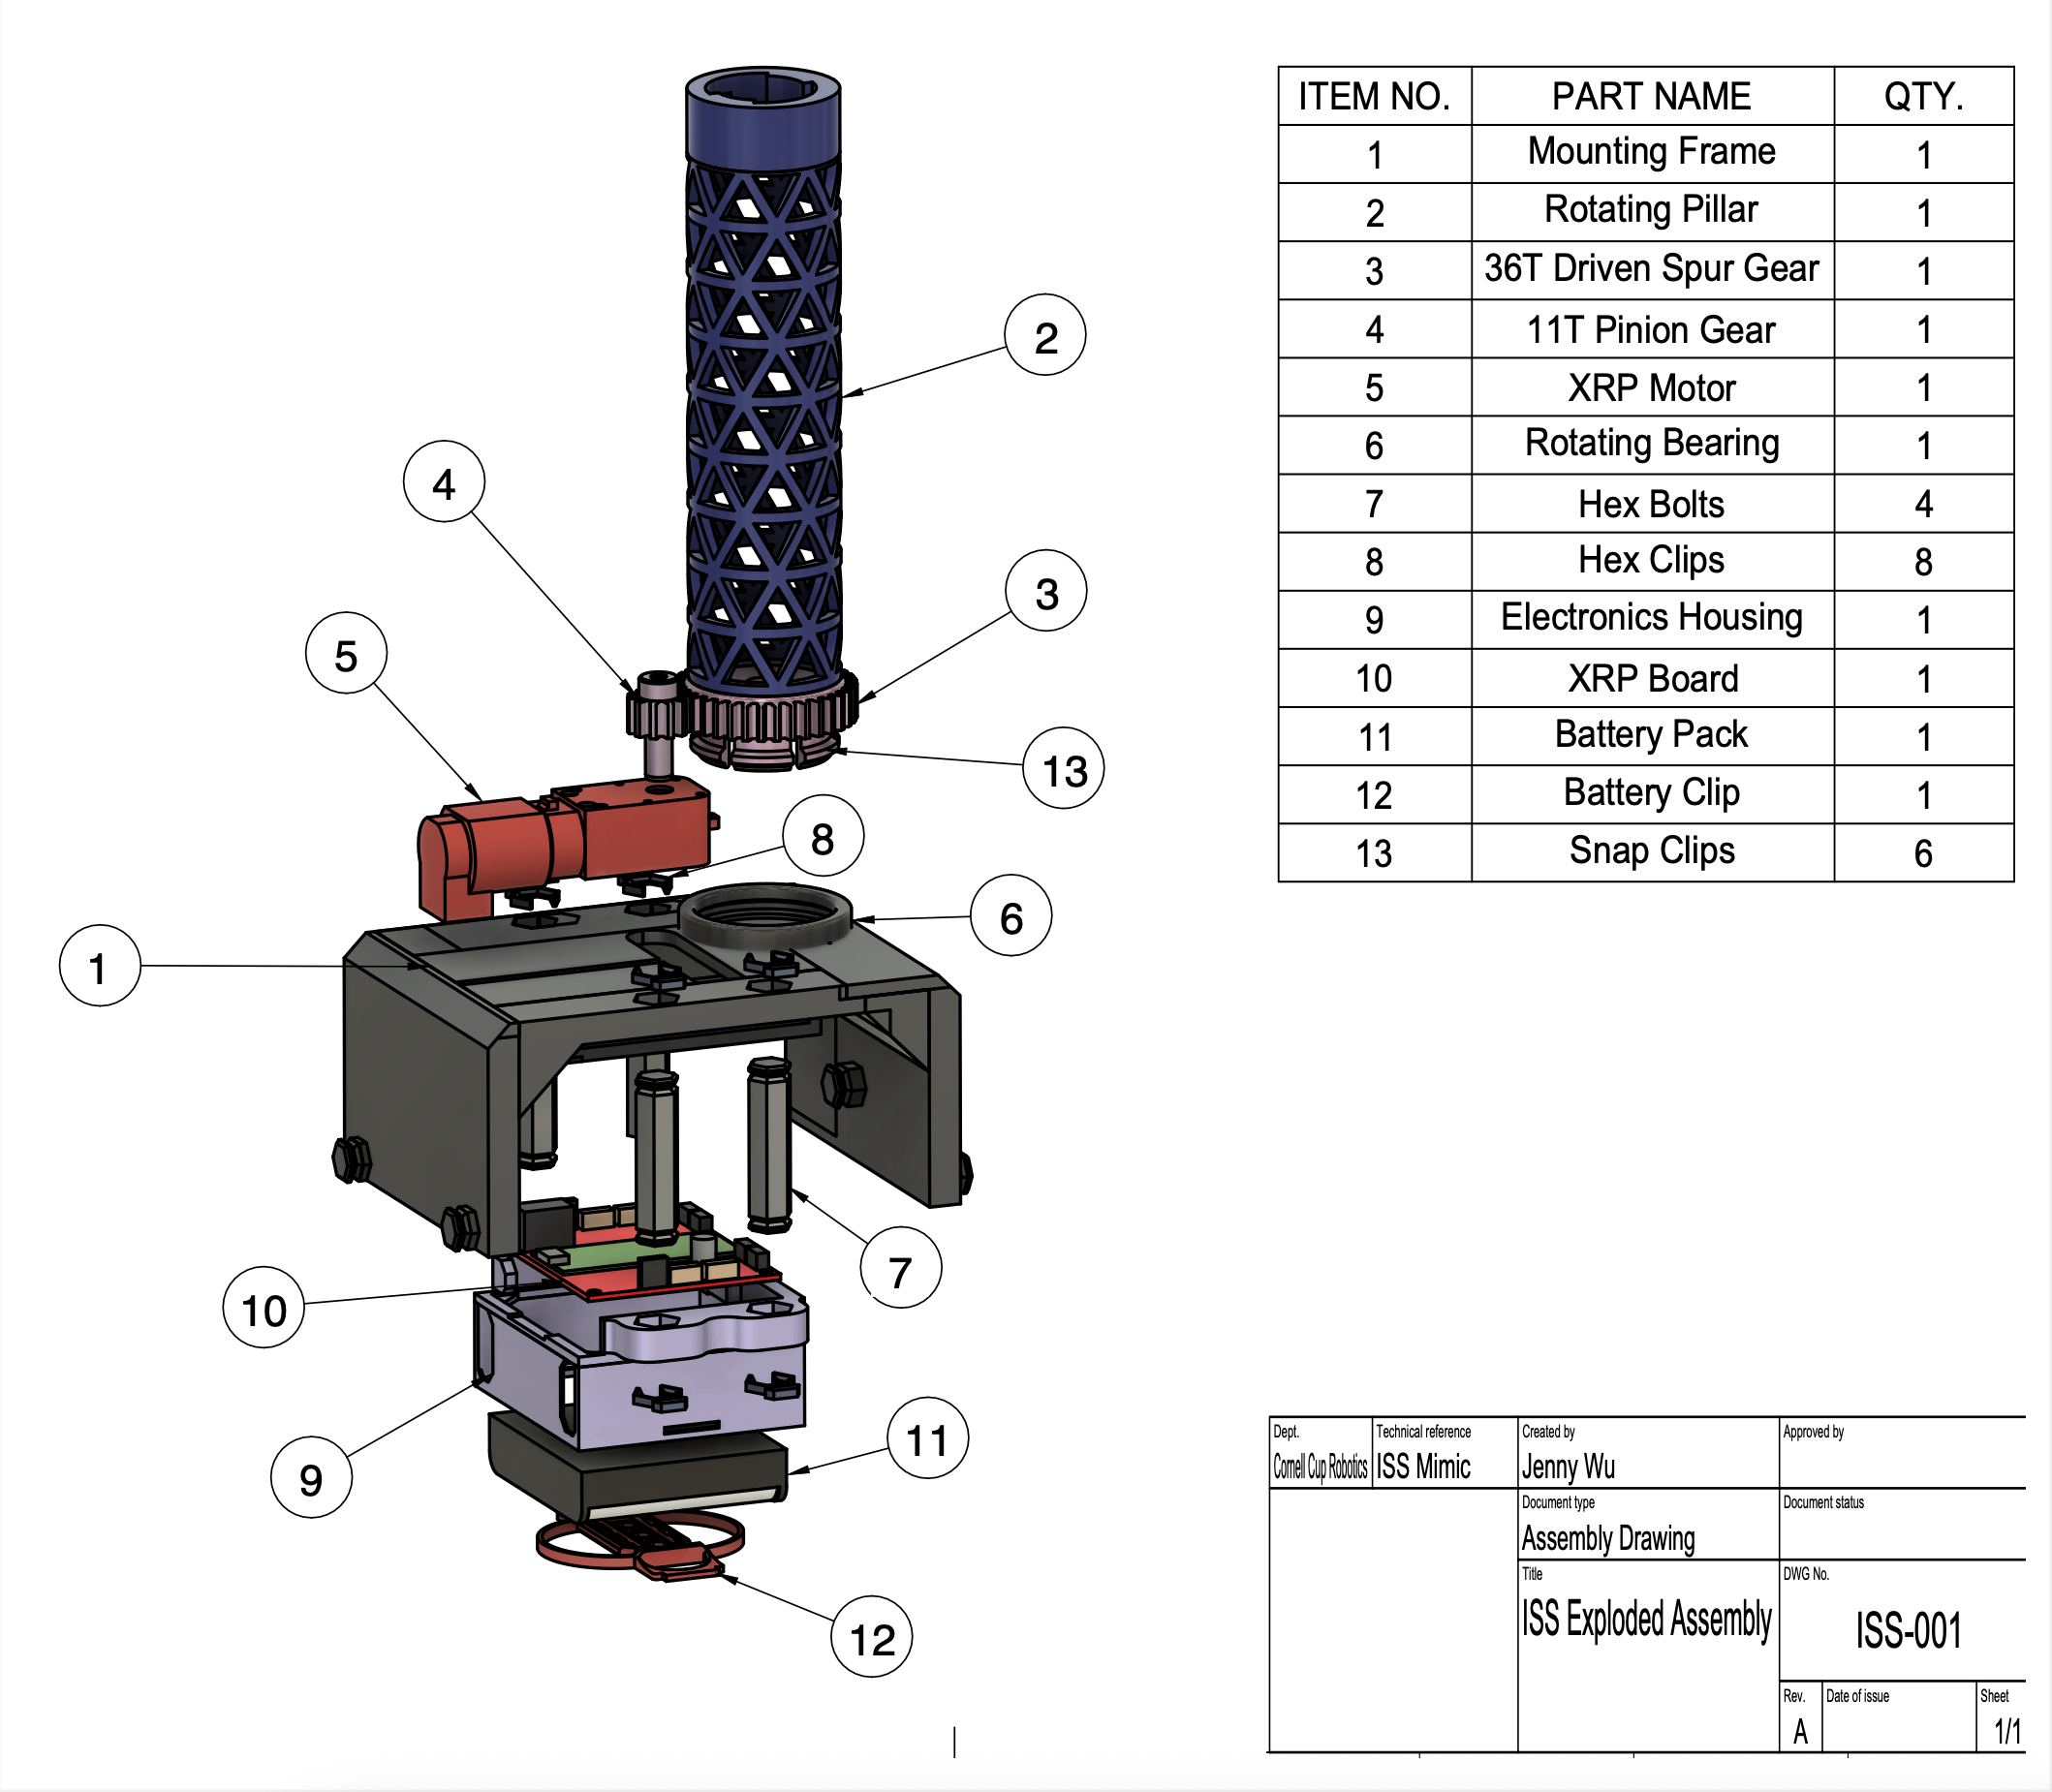 2
4
3
5
13
8
6
1
7
10
11
9
12
ITEM NO. PART NAME QTY.
1 Mounting Frame 1
2 Rotating Pillar 1
3 36T Driven Spur Gear 1
4 11T Pinion Gear 1
5 XRP Motor 1
6 Rotating Bearing 1
7 Hex Bolts 4
8 Hex Clips 8
9 Electronics Housing 1
10 XRP Board 1
11 Battery Pack 1
12 Battery Clip 1
13 Snap Clips 6
Dept. Technical reference Created by Approved by
Cornell Cup Robotics ISS Mimic Jenny Wu
Document type Document status
Assembly Drawing
Title DWG No.
ISS Exploded Assembly ISS-001
Rev. Date of issue Sheet
A 1/1